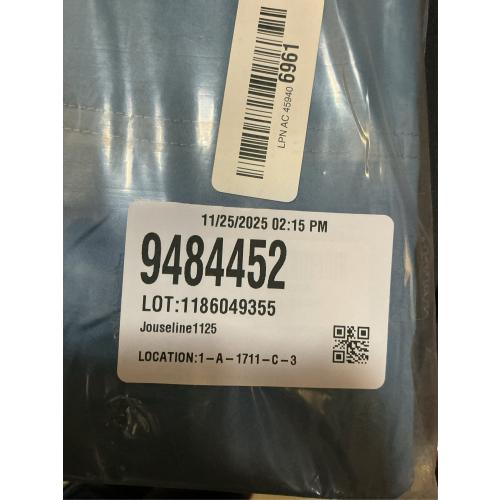 LPN AC 45940 6961
11/25/2025 02:15 PM
9484452
LOT:1186049355
Jouseline1125
LOCATION:1-A-1711-C-3